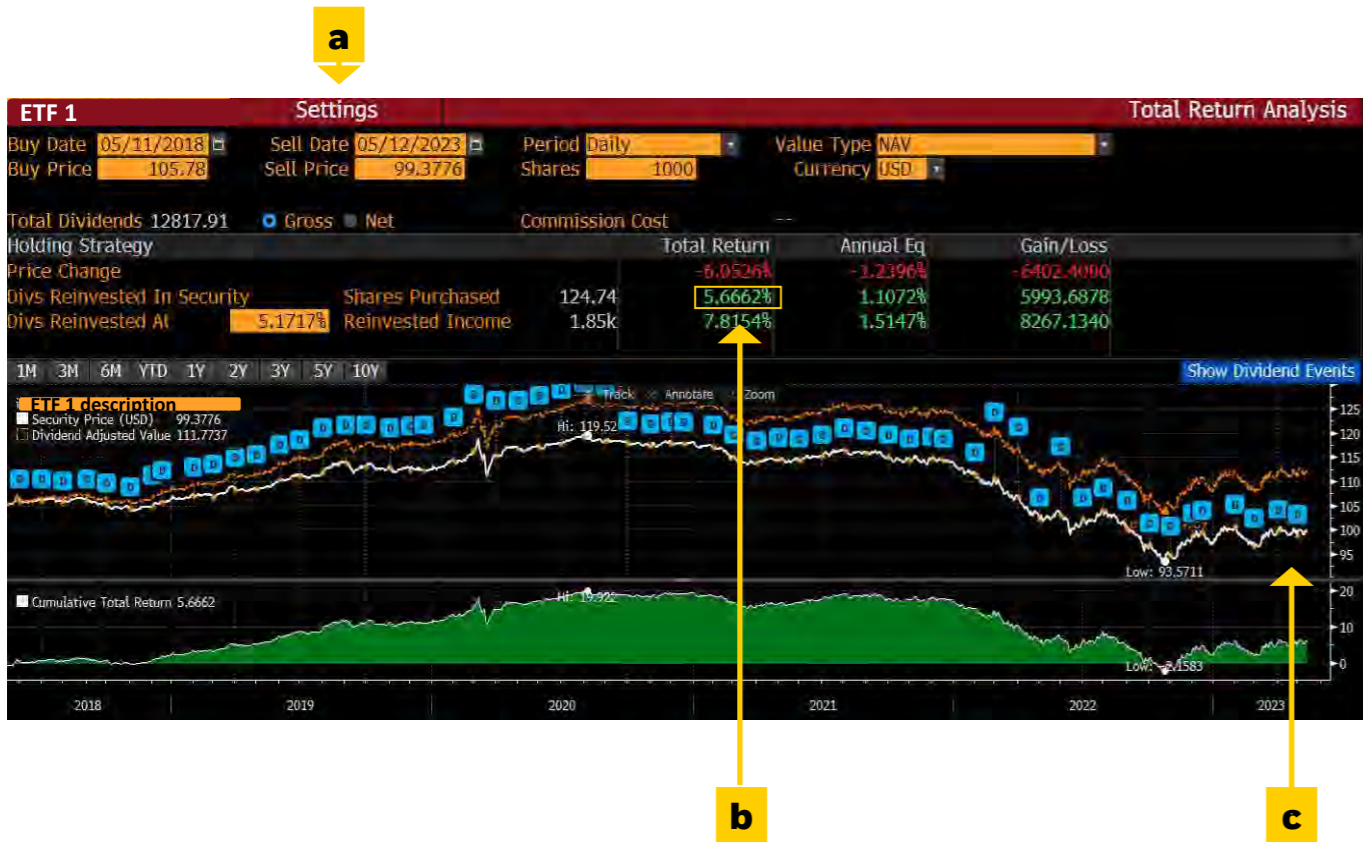 a
ETF 1 Settings Total Return Analysis
Buy Date 05/11/2018 Sell Date 05/12/2023 Period Daily Value Type NAV
Buy Price 105.78 Sell Price 99.3776 Shares 1000 Currency USD
Total Dividends 12817.91 Gross Net Commission Cost --
Holding Strategy Total Return Annual Eq Gain/Loss
Price Change -6.0526% -1.2396% -6402.4000
Divs Reinvested In Security Shares Purchased 124.74 5.6662% 1.1072% 5993.6878
Divs Reinvested At 5.1717% Reinvested Income 1.85k 7.8154% 1.5147% 8267.1340
1M 3M 6M YTD 1Y 2Y 3Y 5Y 10Y Show Dividend Events
Track Annotate Zoom
ETF 1 description
Security Price (USD) 99.3776
Dividend Adjusted Value 111.7737
Hi: 119.52
125
120
115
110
105
100
95
Low: 93.5711
Cumulative Total Return 5.6662
Hi: 19.922
20
10
0
Low: -2.1583
2018 2019 2020 2021 2022 2023
b c